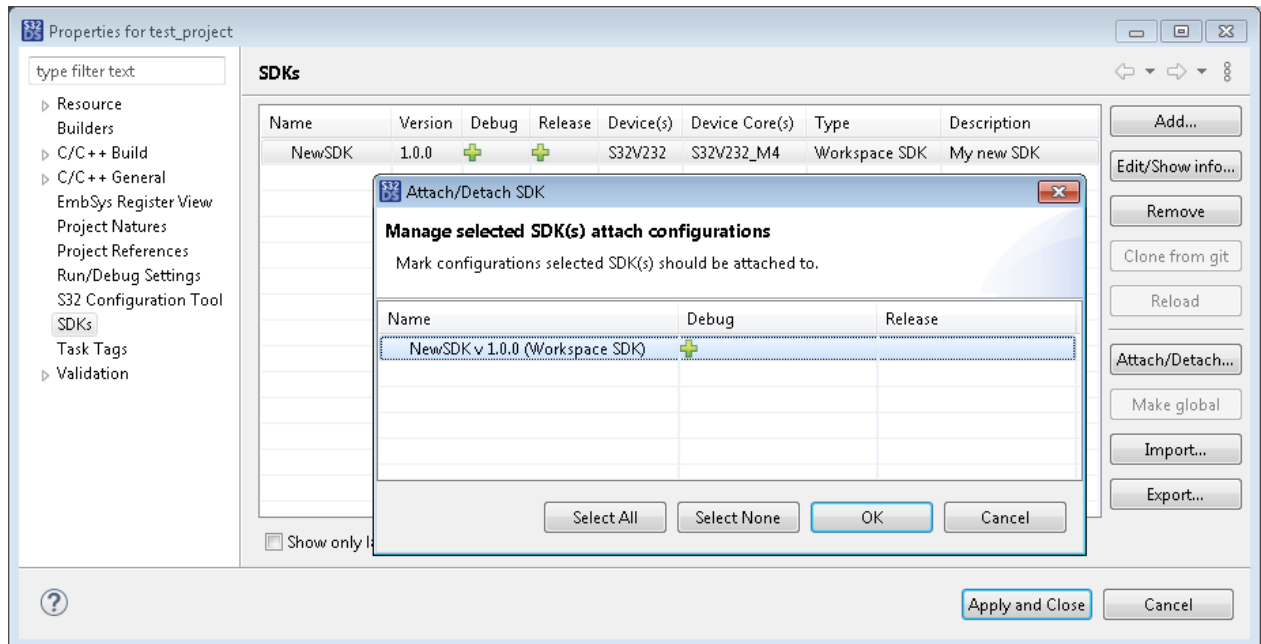 Properties for test_project
type filter text
Resource
Builders
C/C++ Build
C/C++ General
EmbSys Register View
Project Natures
Project References
Run/Debug Settings
S32 Configuration Tool
SDKs
Task Tags
Validation
SDKs
Name Version Debug Release Device(s) Device Core(s) Type Description
NewSDK 1.0.0 S32V232 S32V232_M4 Workspace SDK My new SDK
S32 DS Attach/Detach SDK
Manage selected SDK(s) attach configurations
Mark configurations selected SDK(s) should be attached to.
Name Debug Release
NewSDK v 1.0.0 (Workspace SDK)
Select All Select None OK Cancel
Show only
Add...
Edit/Show info...
Remove
Clone from git
Reload
Attach/Detach...
Make global
Import...
Export...
Apply and Close Cancel